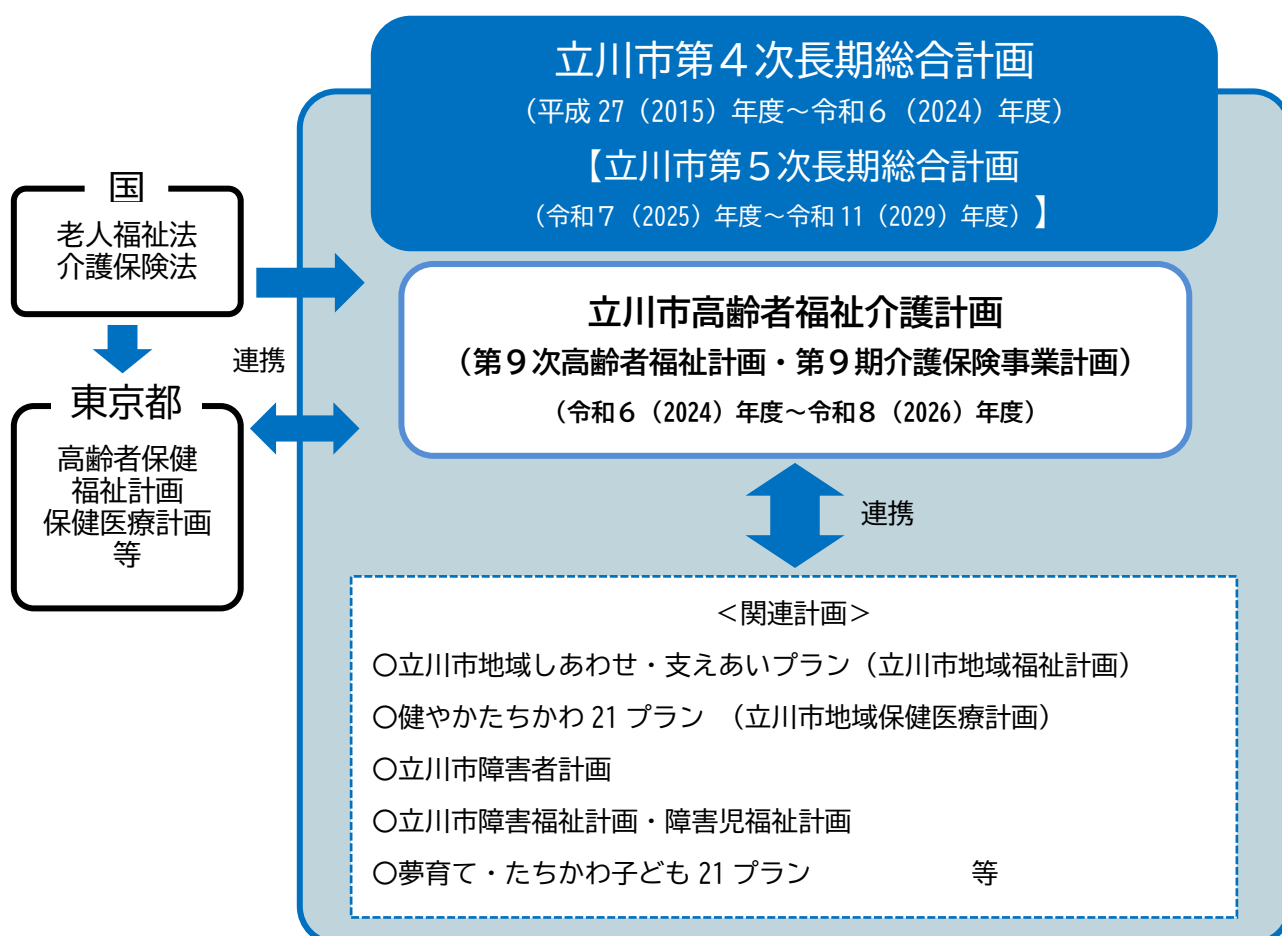 立川市第４次長期総合計画
（平成 27（2015）年度～令和６（2024）年度）
【立川市第５次長期総合計画
（令和７（2025）年度～令和 11（2029）年度）】
国
老人福祉法
介護保険法
連携
東京都
高齢者保健
福祉計画
保健医療計画
等
立川市高齢者福祉介護計画
（第９次高齢者福祉計画・第９期介護保険事業計画）
（令和６（2024）年度～令和８（2026）年度）
連携
＜関連計画＞
〇立川市地域しあわせ・支えあいプラン（立川市地域福祉計画）
〇健やかたちかわ 21 プラン （立川市地域保健医療計画）
〇立川市障害者計画
〇立川市障害福祉計画・障害児福祉計画
〇夢育て・たちかわ子ども 21 プラン 等